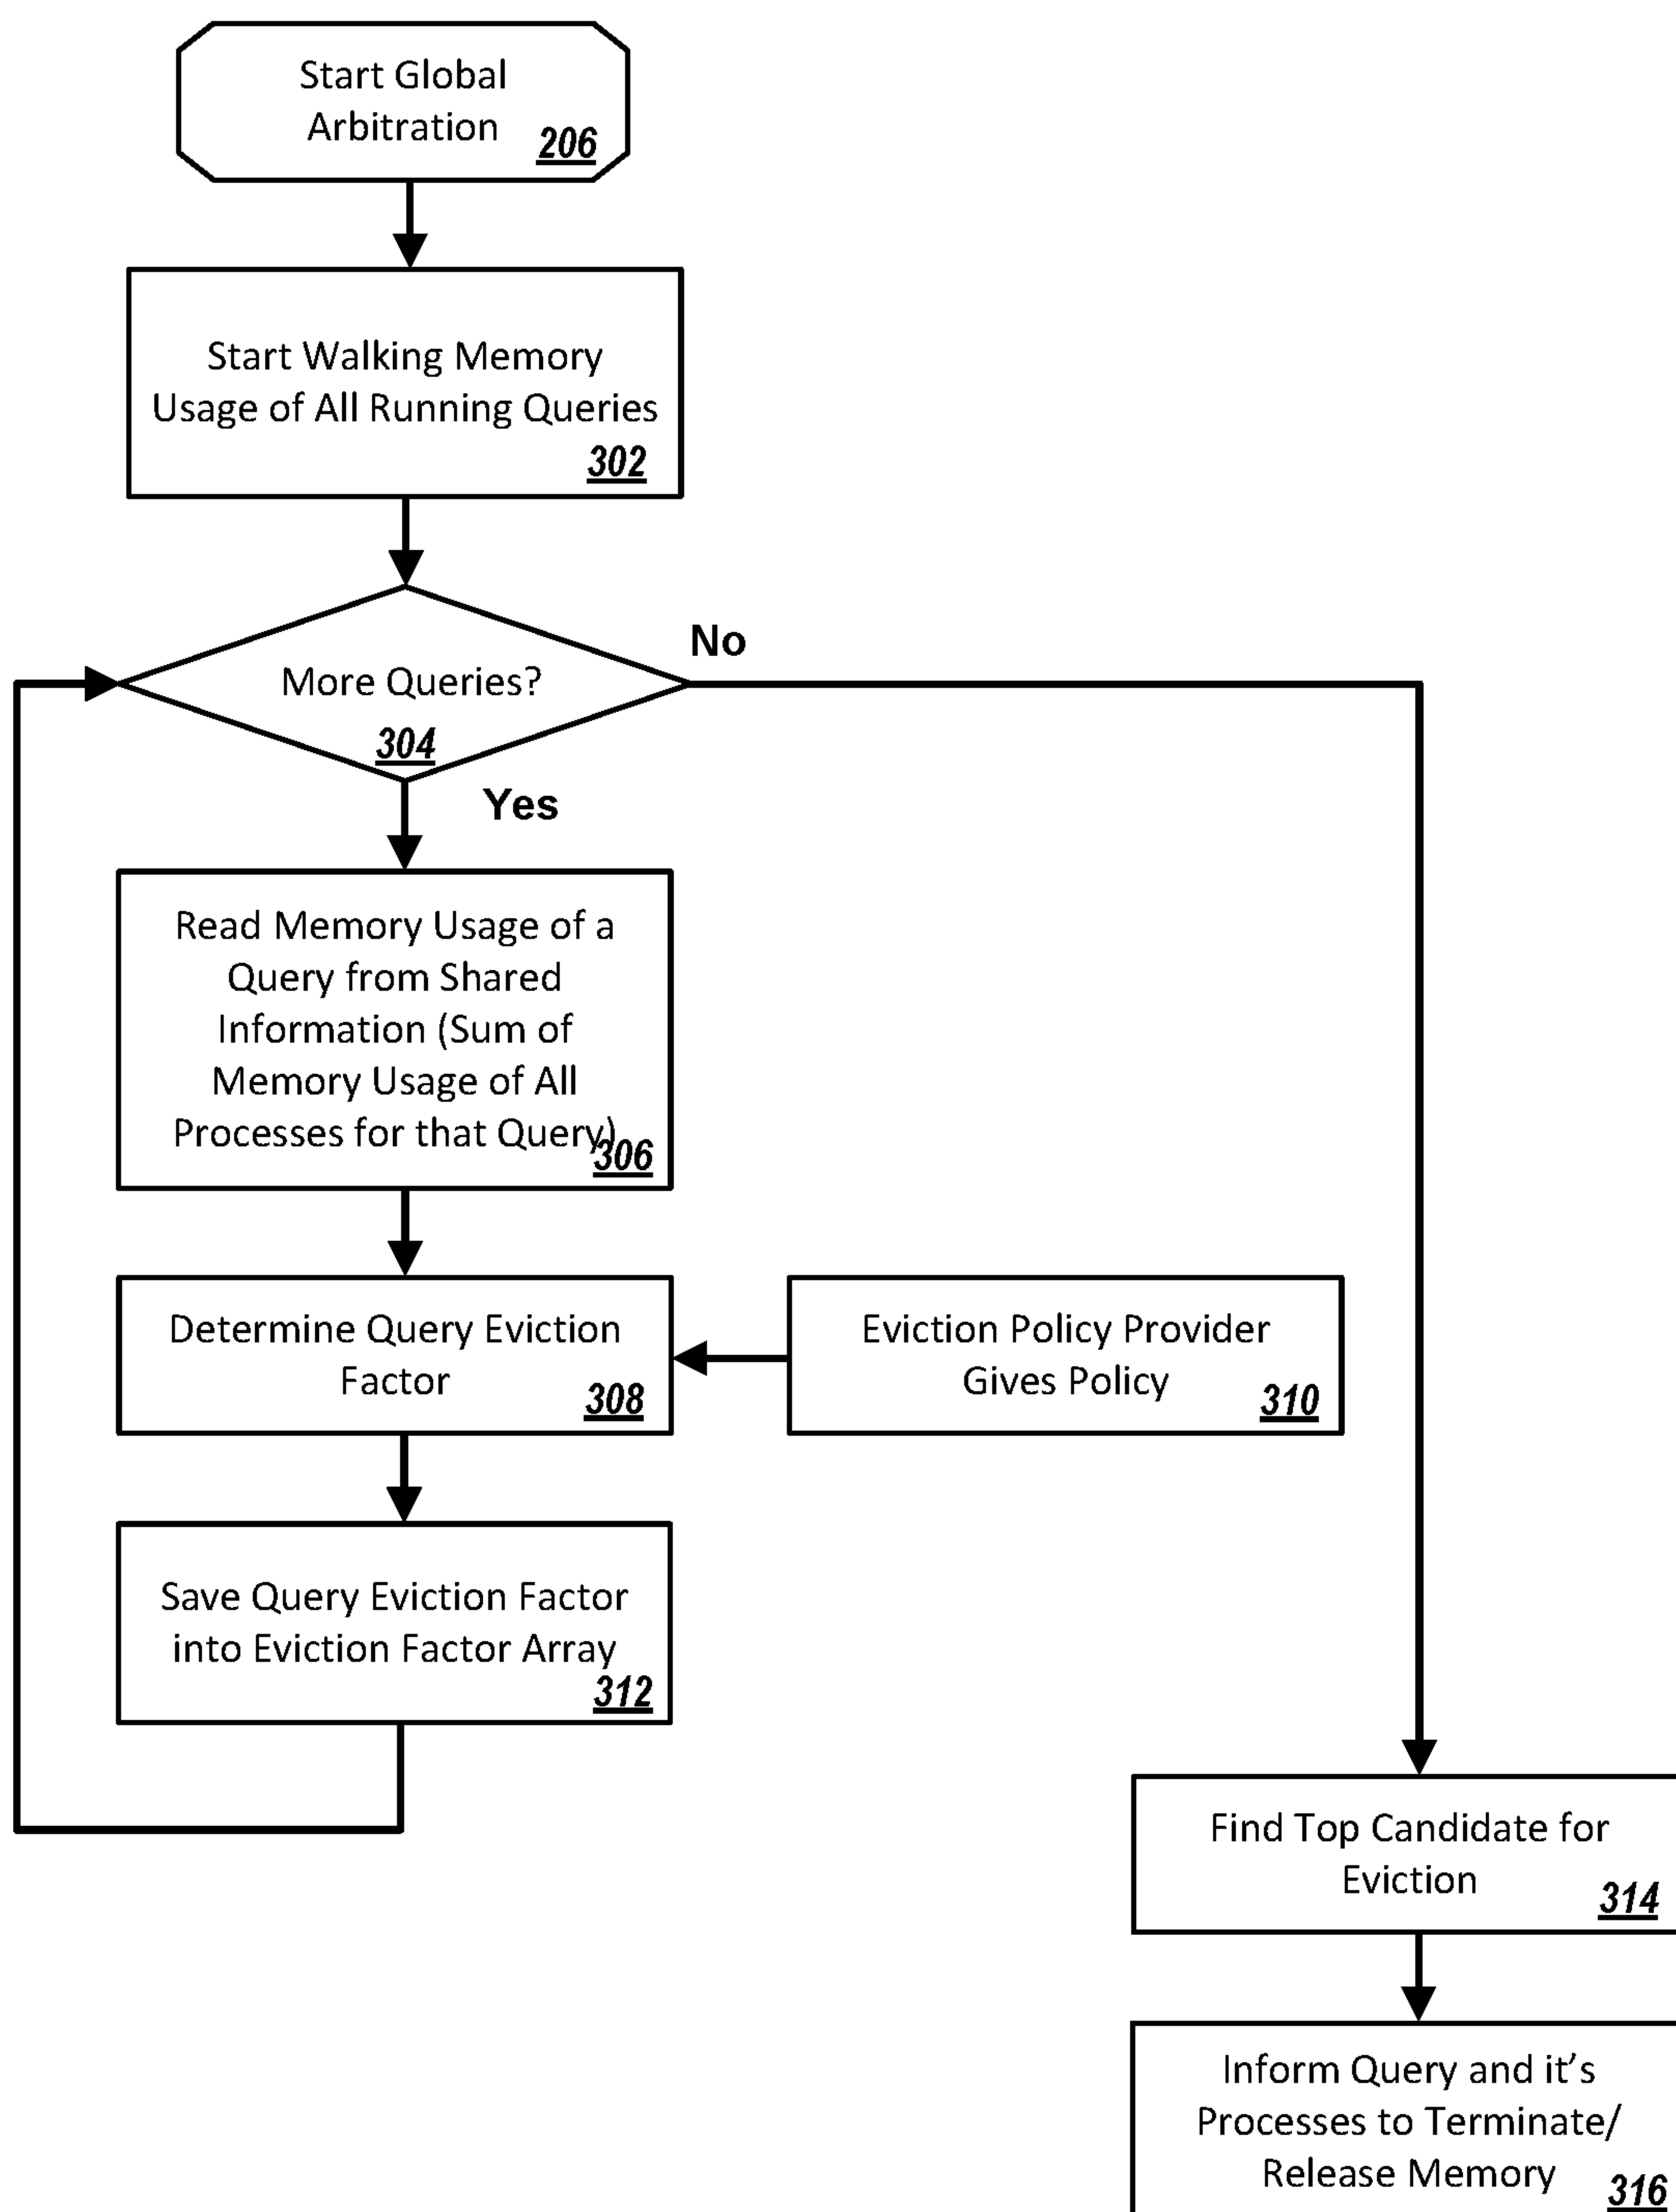 Start Global
Arbitration
206
Start Walking Memory
Usage of All Running Queries
302
More Queries?
304
No
Yes
Read Memory Usage of a
Query from Shared
Information (Sum of
Memory Usage of All
Processes for that Query)
306
Determine Query Eviction
Factor
308
Eviction Policy Provider
Gives Policy
310
Save Query Eviction Factor
into Eviction Factor Array
312
Find Top Candidate for
Eviction
314
Inform Query and it's
Processes to Terminate/
Release Memory
316